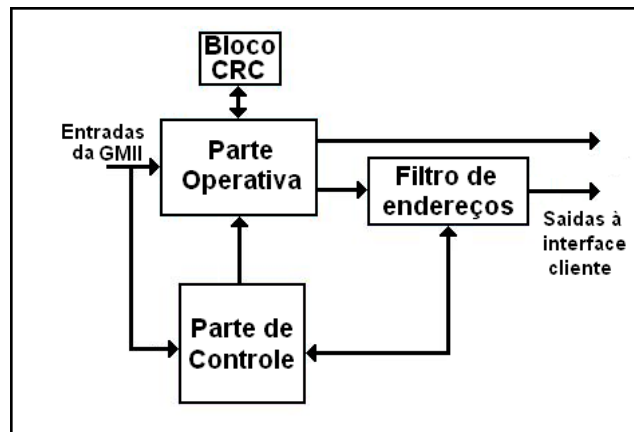 Bloco
CRC
Entradas
da GMII
Parte
Operativa
Filtro de
endereços
Saidas à
interface
cliente
Parte de
Controle